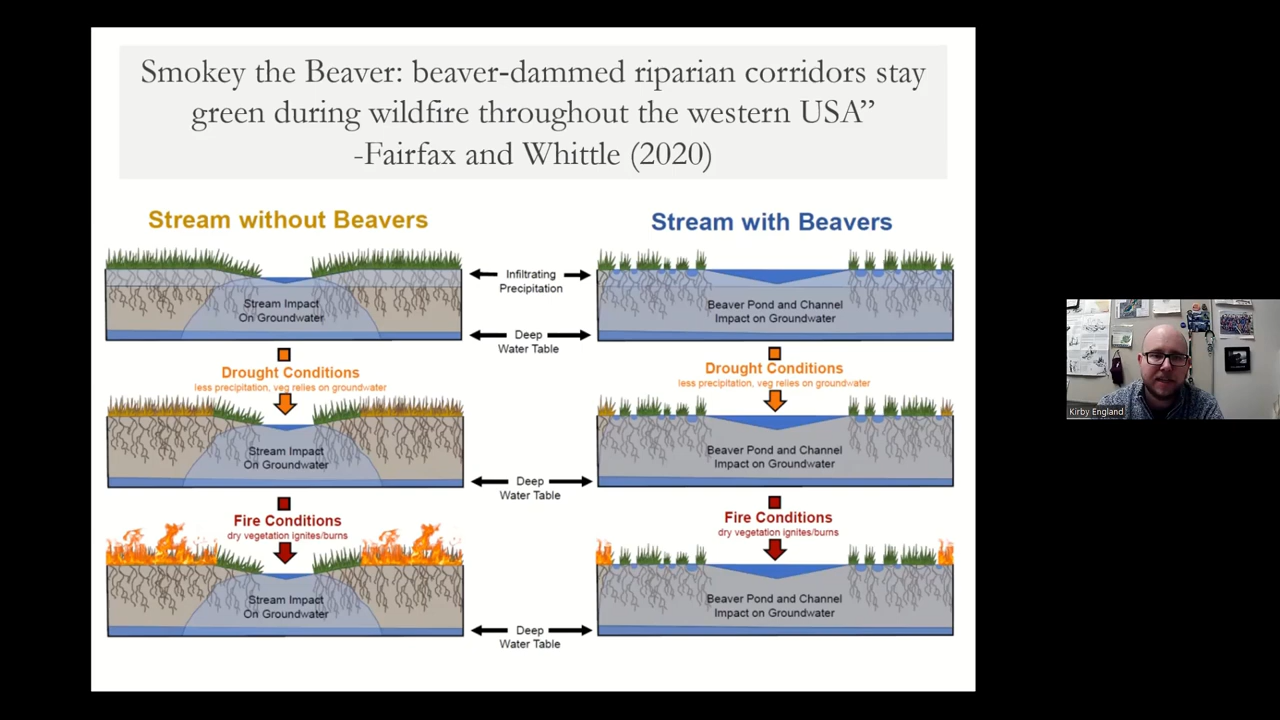 Smokey the Beaver: beaver-dammed riparian corridors stay
green during wildfire throughout the western USA”
-Fairfax and Whittle (2020)
Stream without Beavers
Stream with Beavers
Infiltrating
Precipitation
Stream Impact
On Groundwater
Beaver Pond and Channel
Impact on Groundwater
Deep
Water Table
Drought Conditions
less precipitation, veg relies on groundwater
Drought Conditions
less precipitation, veg relies on groundwater
Stream Impact
On Groundwater
Beaver Pond and Channel
Impact on Groundwater
Deep
Water Table
Fire Conditions
dry vegetation ignites/burns
Fire Conditions
dry vegetation ignites/burns
Stream Impact
On Groundwater
Beaver Pond and Channel
Impact on Groundwater
Deep
Water Table
Kirby England